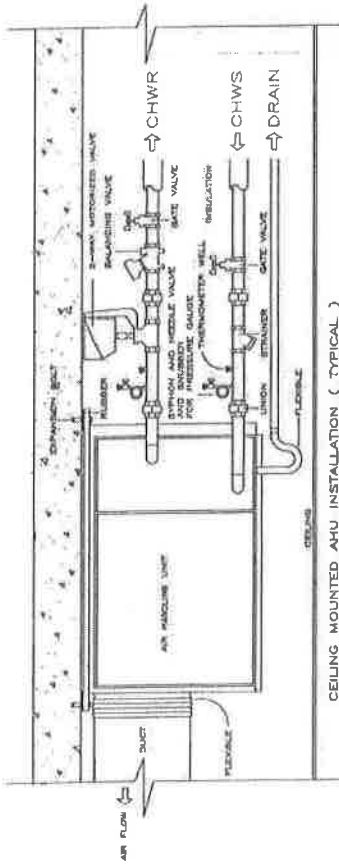 EXPANSION BOLT
2-WAY MOTORIZED VALVE
BALANCING VALVE
RUBBER
CHWR
GATE VALVE
SYPHON AND NEEDLE VALVE
AND SNUBBER
FOR PRESSURE GAUGE
THERMOMETER WELL
INSULATION
CHWS
GATE VALVE
STRAINER
UNION
DRAIN
FLEXIBLE
AIR HANDLING UNIT
DUCT
FLEXIBLE
AIR FLOW
CEILING
CEILING MOUNTED AHU INSTALLATION ( TYPICAL )